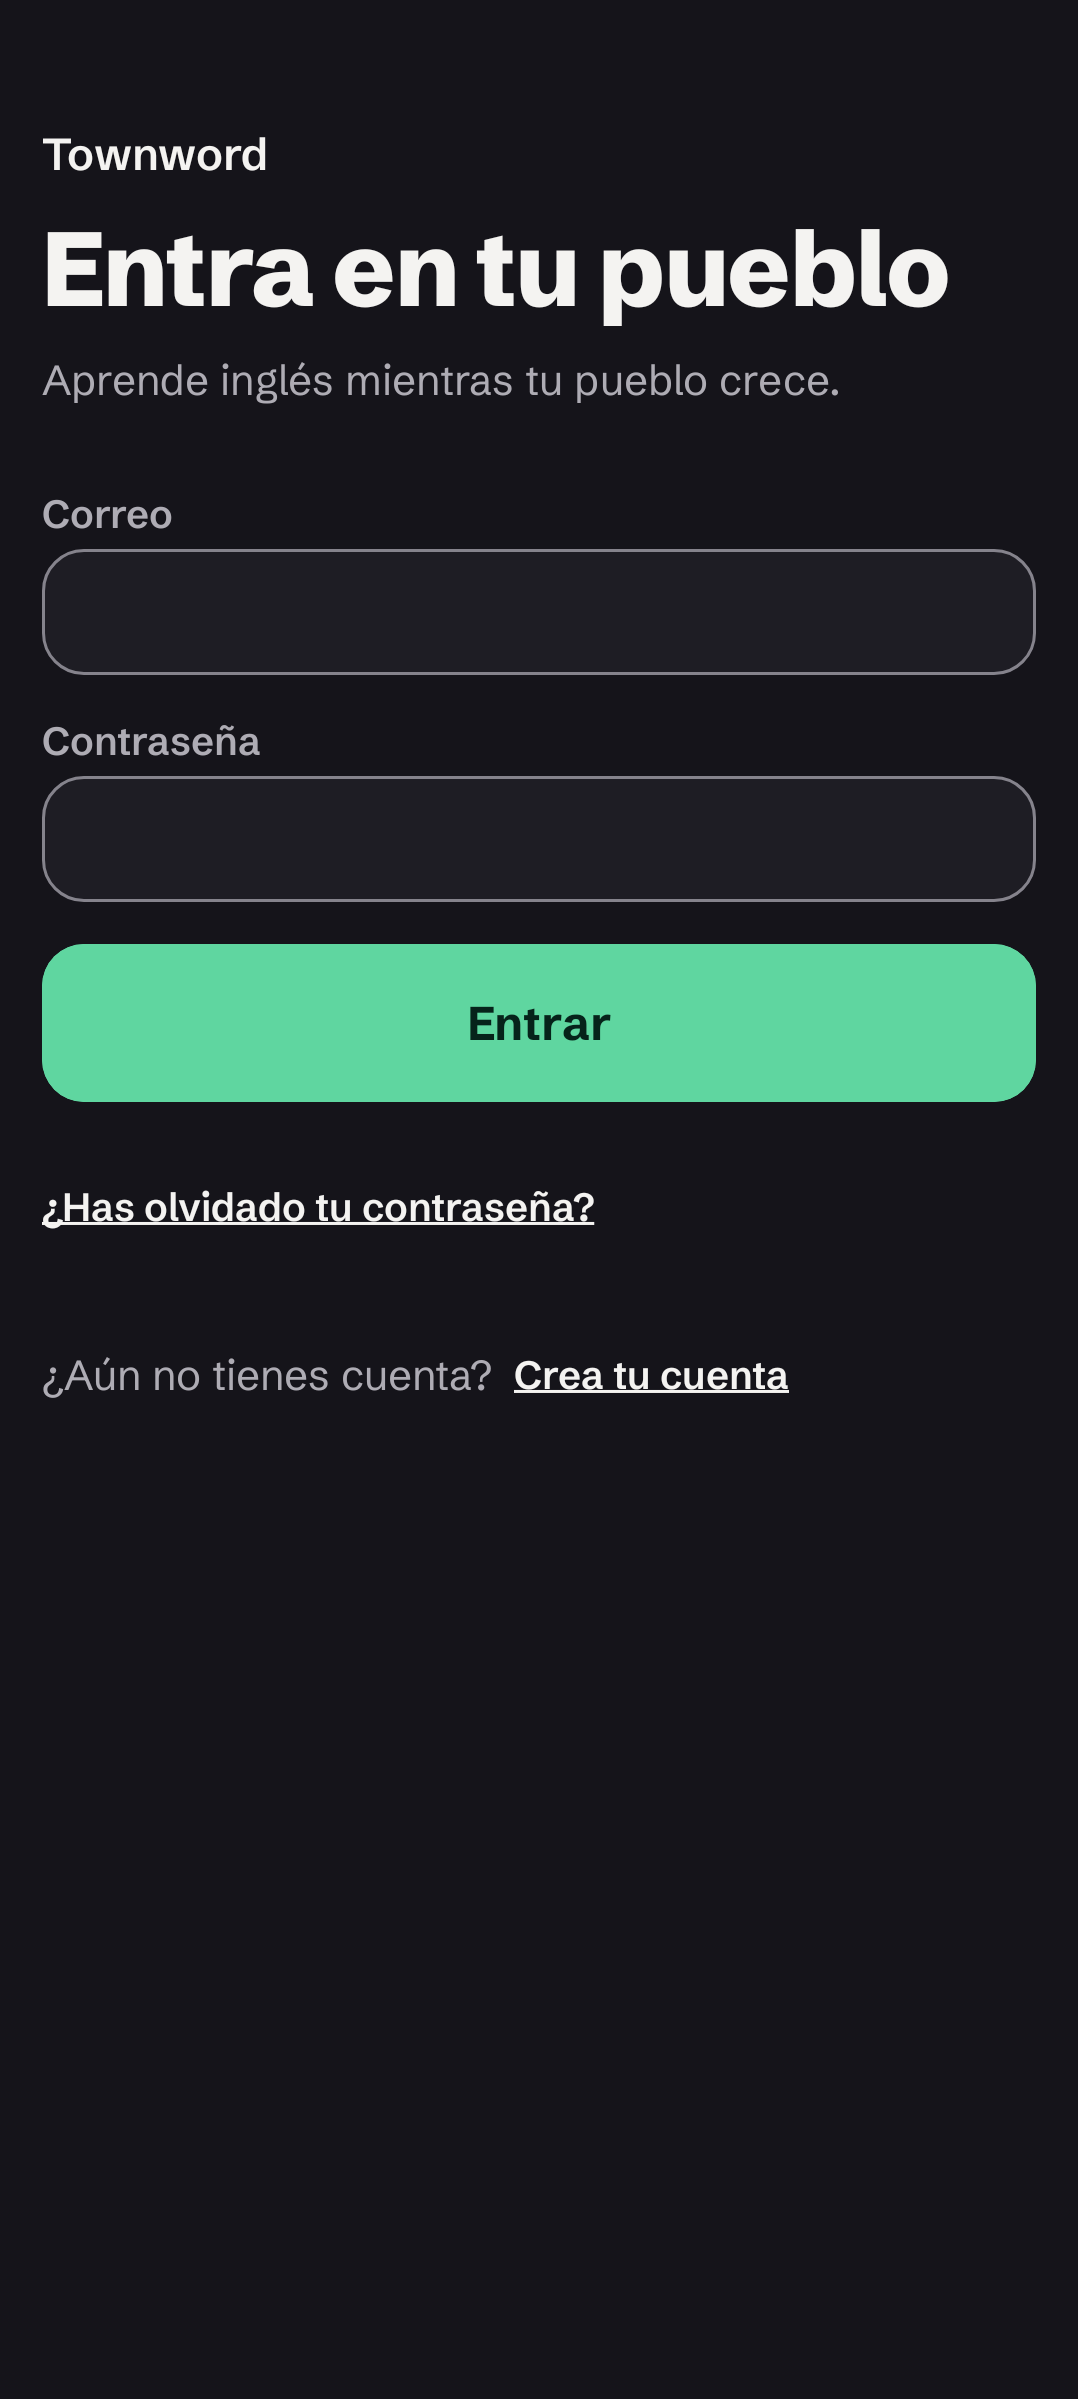 Townword
Entra en tu pueblo
Aprende inglés mientras tu pueblo crece.
Correo
Contraseña
Entrar
¿Has olvidado tu contraseña?
¿Aún no tienes cuenta? Crea tu cuenta